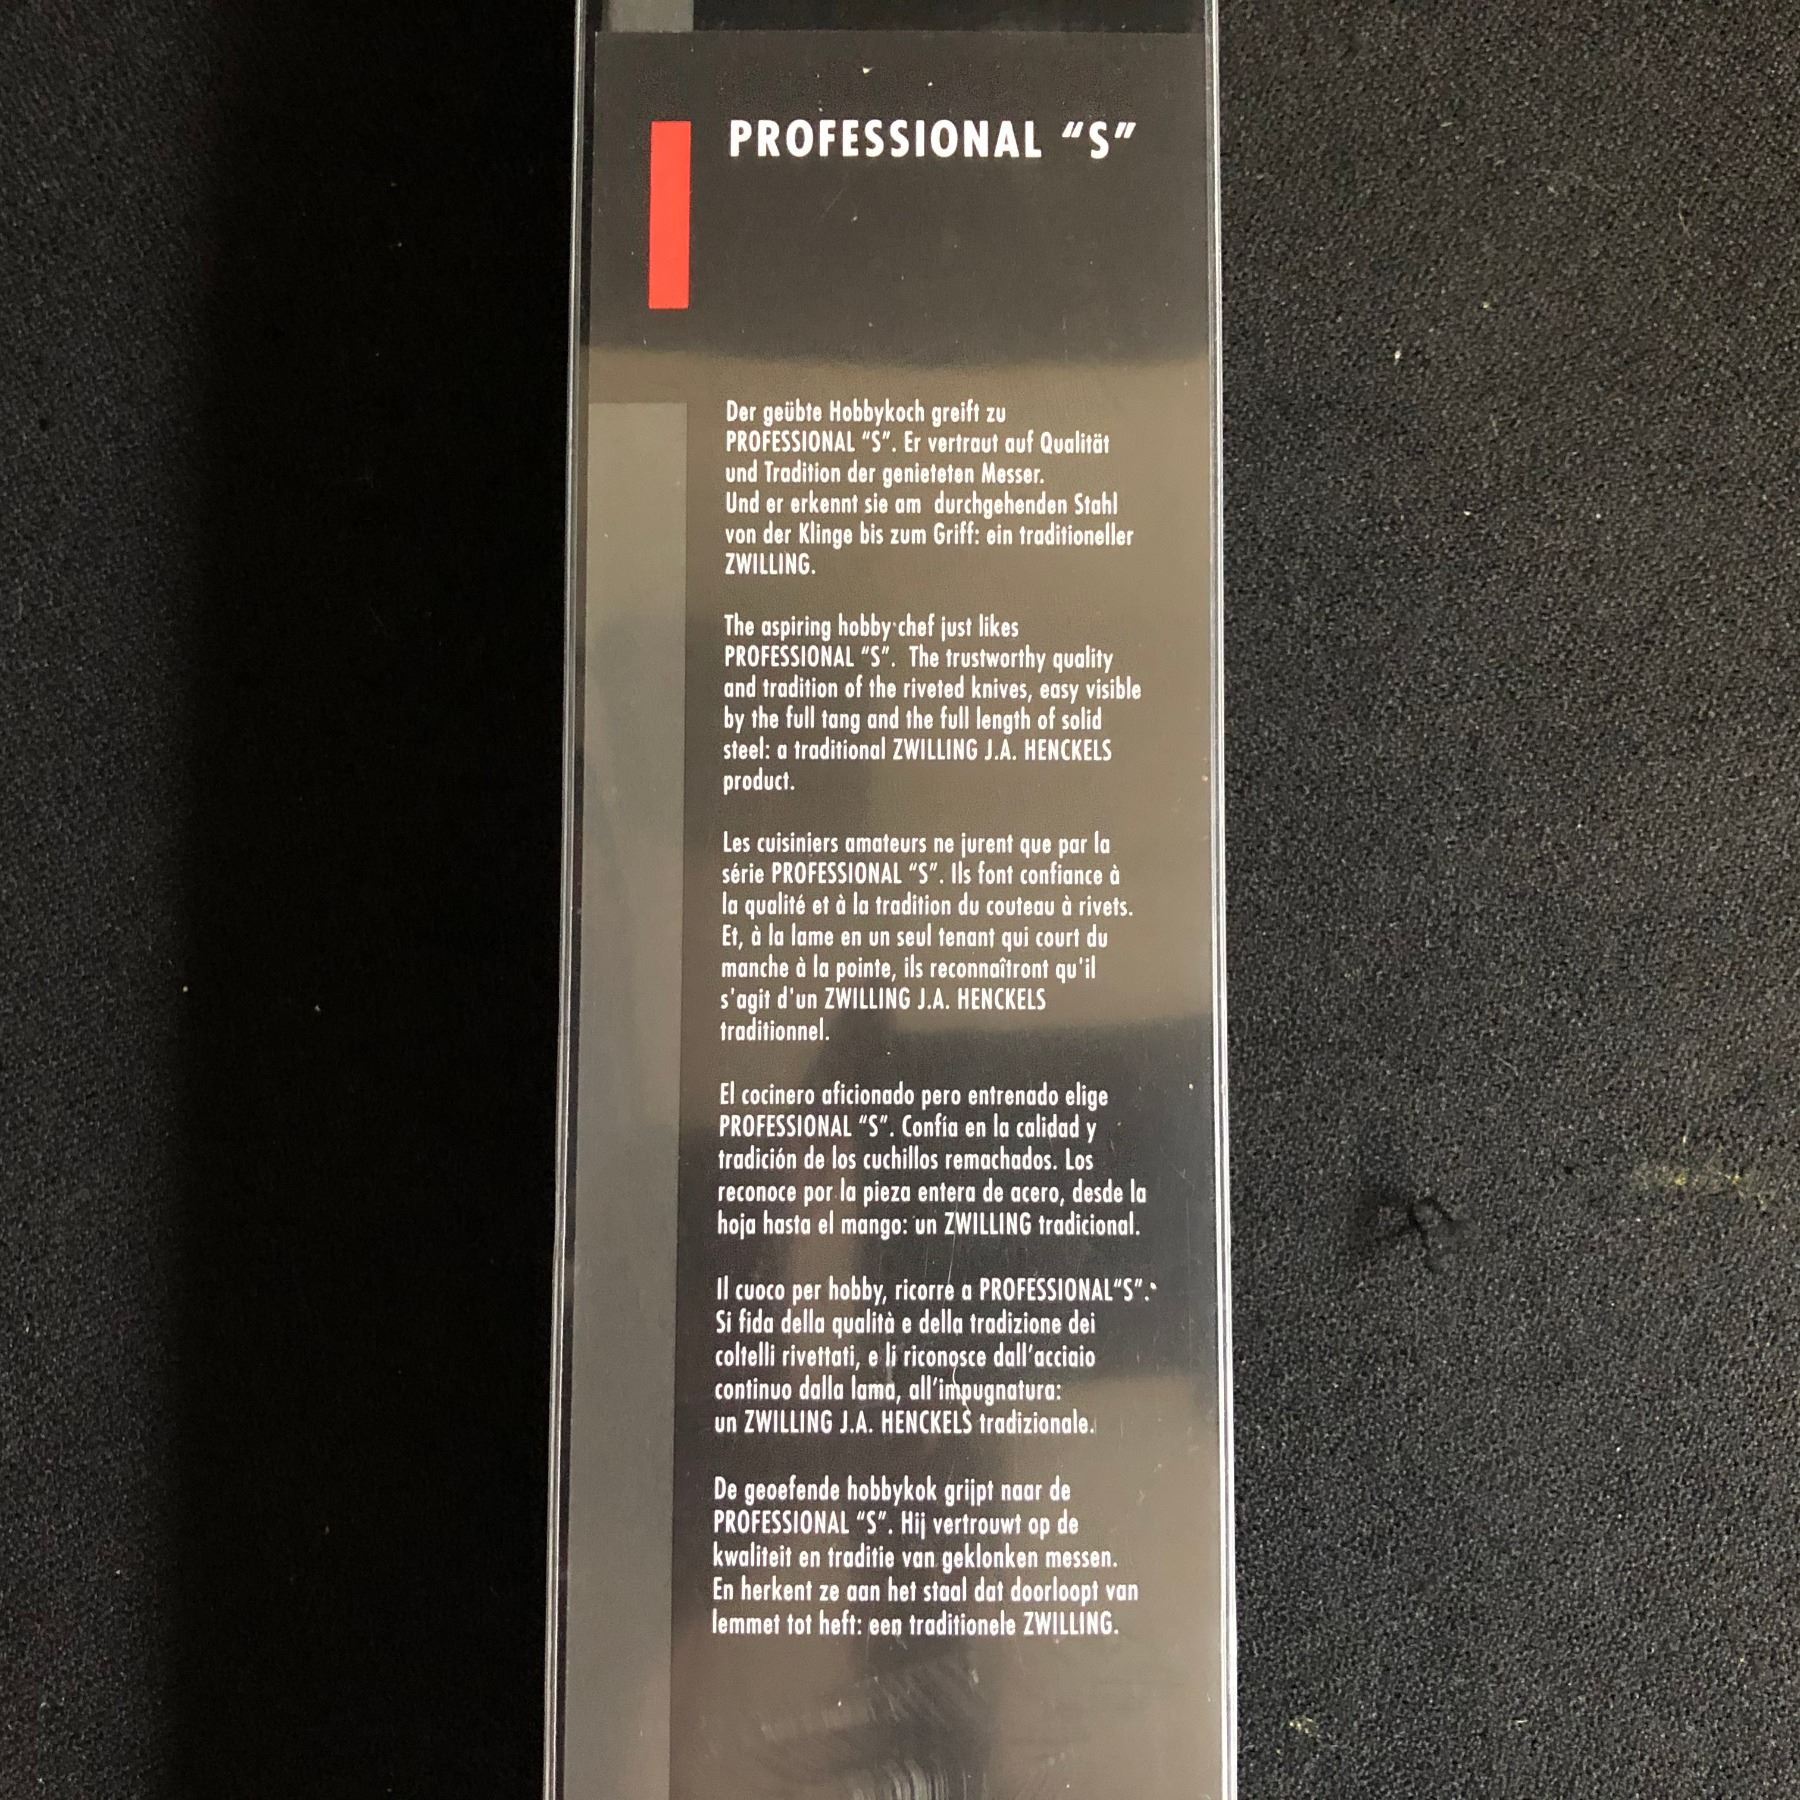 PROFESSIONAL “S”
Der geübte Hobbykoch greift zu
PROFESSIONAL “S”. Er vertraut auf Qualität
und Tradition der genieteten Messer.
Und er erkennt sie am durchgehenden Stahl
von der Klinge bis zum Griff: ein traditioneller
ZWILLING.
The aspiring hobby chef just likes
PROFESSIONAL “S”. The trustworthy quality
and tradition of the riveted knives, easy visible
by the full tang and the full length of solid
steel: a traditional ZWILLING J.A. HENCKELS
product.
Les cuisiniers amateurs ne jurent que par la
série PROFESSIONAL “S”. Ils font confiance à
la qualité et à la tradition du couteau à rivets.
Et, à la lame en un seul tenant qui court du
manche à la pointe, ils reconnaîtront qu'il
s'agit d'un ZWILLING J.A. HENCKELS
traditionnel.
El cocinero aficionado pero entrenado elige
PROFESSIONAL “S”. Confía en la calidad y
tradición de los cuchillos remachados. Los
reconoce por la pieza entera de acero, desde la
hoja hasta el mango: un ZWILLING tradicional.
Il cuoco per hobby, ricorre a PROFESSIONAL“S”.
Si fida della qualità e della tradizione dei
coltelli rivettati, e li riconosce dall’acciaio
continuo dalla lama, all’impugnatura:
un ZWILLING J.A. HENCKELS tradizionale.
De geoefende hobbykok grijpt naar de
PROFESSIONAL “S”. Hij vertrouwt op de
kwaliteit en traditie van geklonken messen.
En herkent ze aan het staal dat doorloopt van
lemmet tot heft: een traditionele ZWILLING.